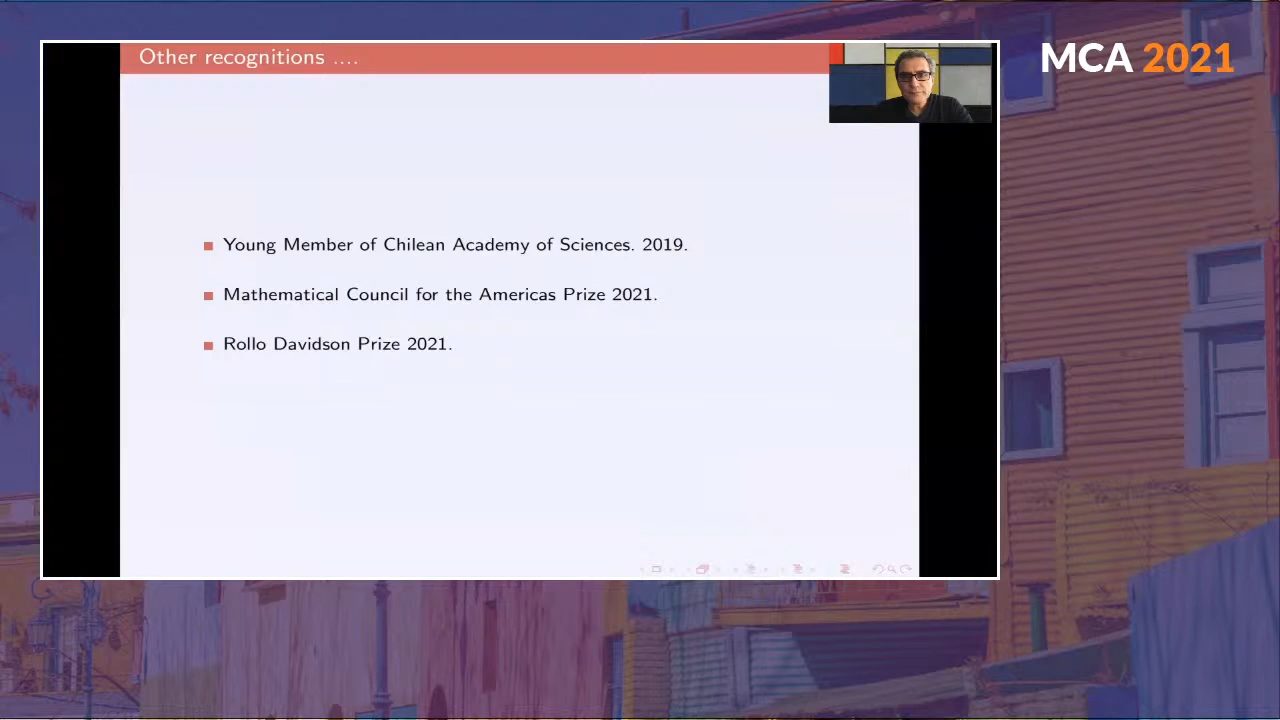 Other recognitions ....
MCA 2021
Young Member of Chilean Academy of Sciences. 2019.
Mathematical Council for the Americas Prize 2021.
Rollo Davidson Prize 2021.